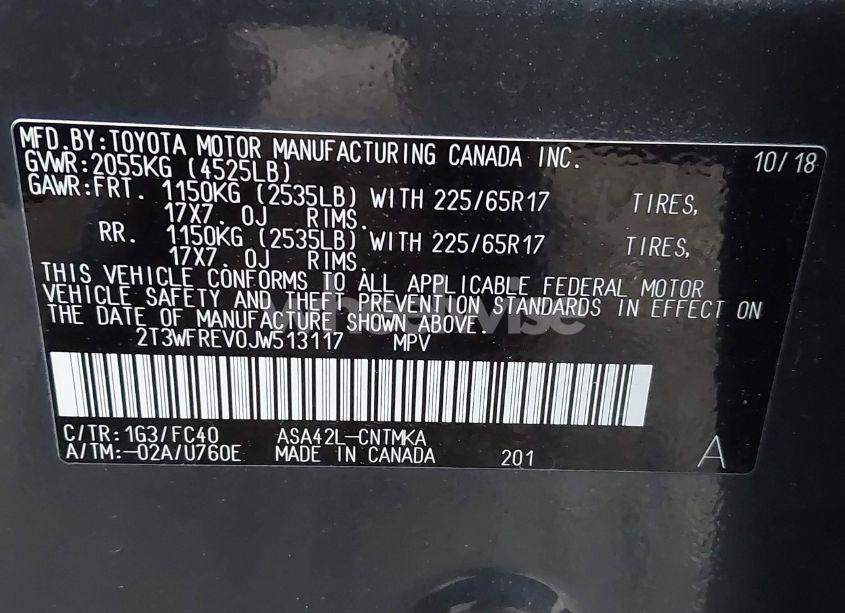 MFD.BY:TOYOTA MOTOR MANUFACTURING CANADA INC. 10/18
GVWR:2055KG (4525LB)
GAWR:FRT. 1150KG (2535LB) WITH 225/65R17 TIRES,
17X7. 0J RIMS.
RR. 1150KG (2535LB) WITH 225/65R17 TIRES,
17X7. 0J RIMS.
THIS VEHICLE CONFORMS TO ALL APPLICABLE FEDERAL MOTOR
VEHICLE SAFETY AND THEFT PREVENTION STANDARDS IN EFFECT ON
THE DATE OF MANUFACTURE SHOWN ABOVE.
2T3WFREV0JW513117 MPV
C/TR:1G3/FC40 ASA42L-CNTMKA
A/TM:-02A/U760E MADE IN CANADA 201 A